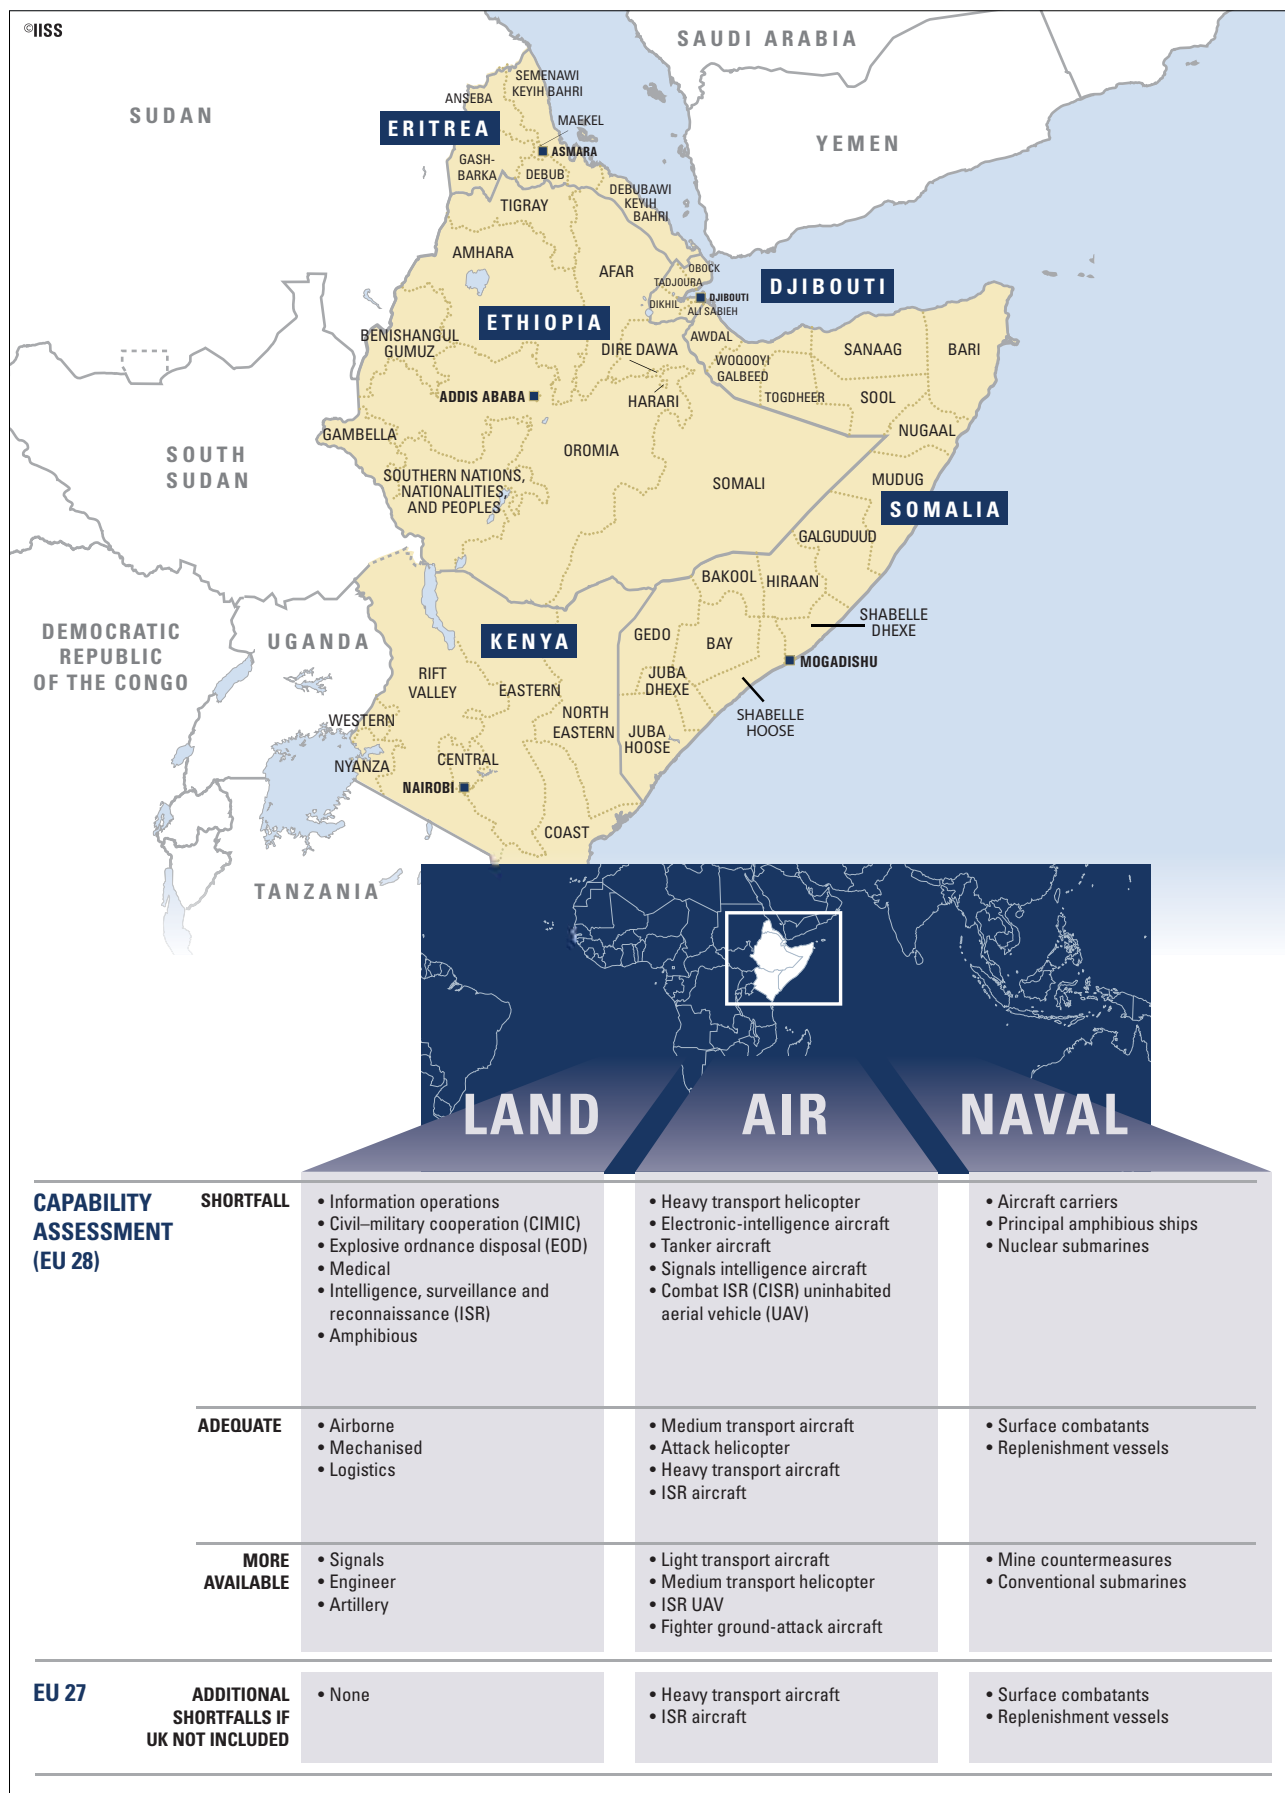 ©IISS
SAUDI ARABIA
SUDAN
YEMEN
SEMENAWI
KEYIH BAHRI
ANSEBA
ERITREA
MAEKEL
ASMARA
GASH-
BARKA
DEBUB
DEBUBAWI
KEYIH
BAHRI
TIGRAY
AMHARA
AFAR
OBOCK
TADJOURA
DJIBOUTI
DJIBOUTI
DIKHIL
ALI SABIEH
ETHIOPIA
BENISHANGUL
GUMUZ
AWDAL
DIRE DAWA
WOQOOYI
GALBEED
SANAAG
BARI
ADDIS ABABA
HARARI
TOGDHEER
SOOL
GAMBELLA
NUGAAL
SOUTH
SUDAN
OROMIA
SOUTHERN NATIONS,
NATIONALITIES,
AND PEOPLES
SOMALI
MUDUG
SOMALIA
GALGUDUUD
BAKOOL
HIRAAN
SHABELLE
DHEXE
DEMOCRATIC
REPUBLIC
OF THE CONGO
UGANDA
KENYA
GEDO
BAY
MOGADISHU
RIFT
VALLEY
EASTERN
JUBA
DHEXE
NORTH
EASTERN
SHABELLE
HOOSE
WESTERN
JUBA
HOOSE
NYANZA
CENTRAL
NAIROBI
COAST
TANZANIA
LAND
AIR
NAVAL
CAPABILITY
ASSESSMENT
(EU 28)
SHORTFALL
• Information operations
• Civil–military cooperation (CIMIC)
• Explosive ordnance disposal (EOD)
• Medical
• Intelligence, surveillance and
reconnaissance (ISR)
• Amphibious
• Heavy transport helicopter
• Electronic-intelligence aircraft
• Tanker aircraft
• Signals intelligence aircraft
• Combat ISR (CISR) uninhabited
aerial vehicle (UAV)
• Aircraft carriers
• Principal amphibious ships
• Nuclear submarines
ADEQUATE
• Airborne
• Mechanised
• Logistics
• Medium transport aircraft
• Attack helicopter
• Heavy transport aircraft
• ISR aircraft
• Surface combatants
• Replenishment vessels
MORE
AVAILABLE
• Signals
• Engineer
• Artillery
• Light transport aircraft
• Medium transport helicopter
• ISR UAV
• Fighter ground-attack aircraft
• Mine countermeasures
• Conventional submarines
EU 27
ADDITIONAL
SHORTFALLS IF
UK NOT INCLUDED
• None
• Heavy transport aircraft
• ISR aircraft
• Surface combatants
• Replenishment vessels